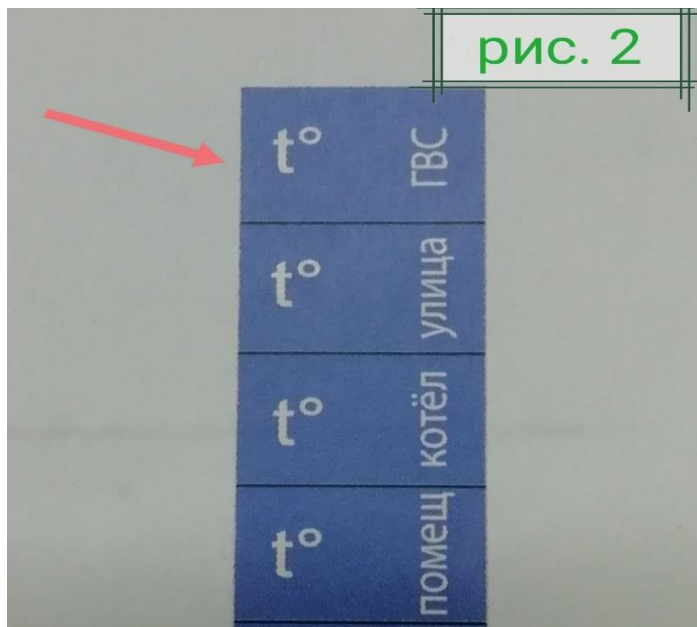 рис. 2
t° ГВС
t° улица
t° котёл
t° помещ